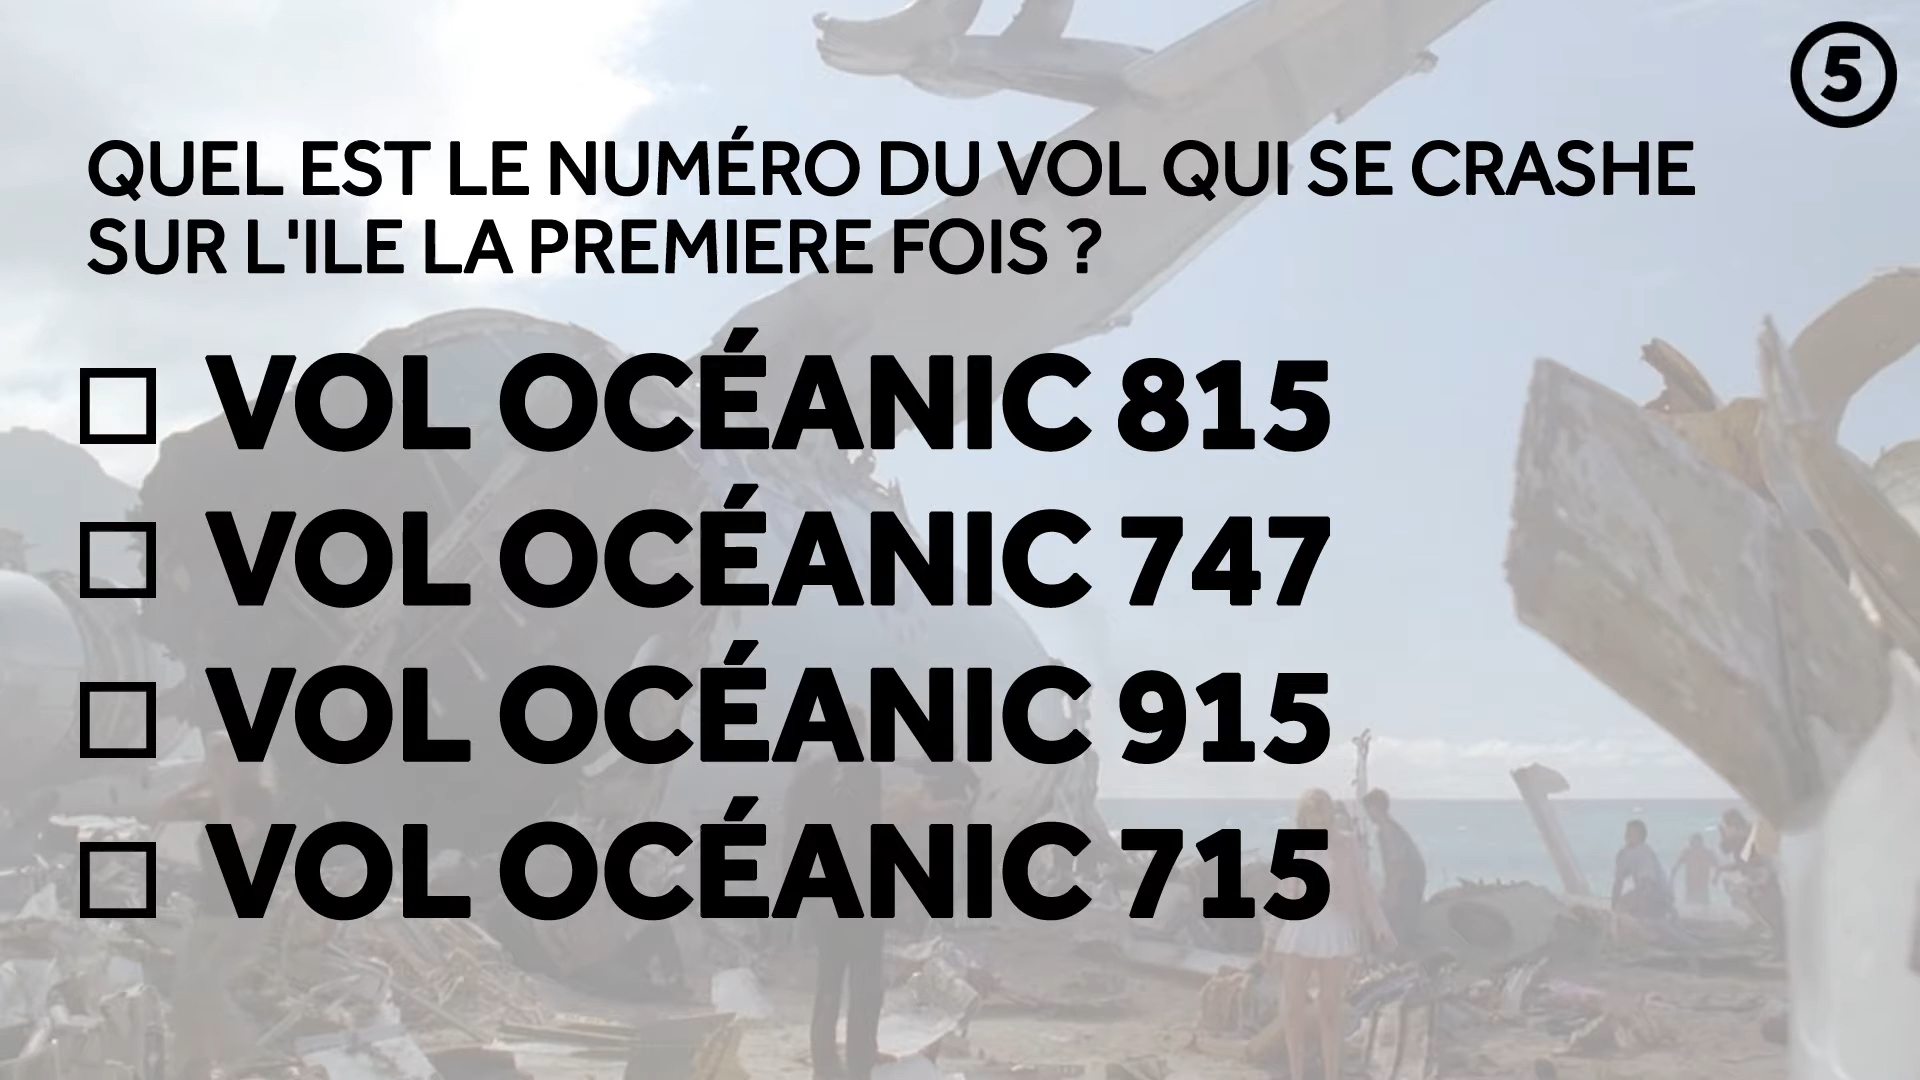 5
QUEL EST LE NUMÉRO DU VOL QUI SE CRASHE
SUR L'ILE LA PREMIERE FOIS ?
VOL OCÉANIC 815
VOL OCÉANIC 747
VOL OCÉANIC 915
VOL OCÉANIC 715